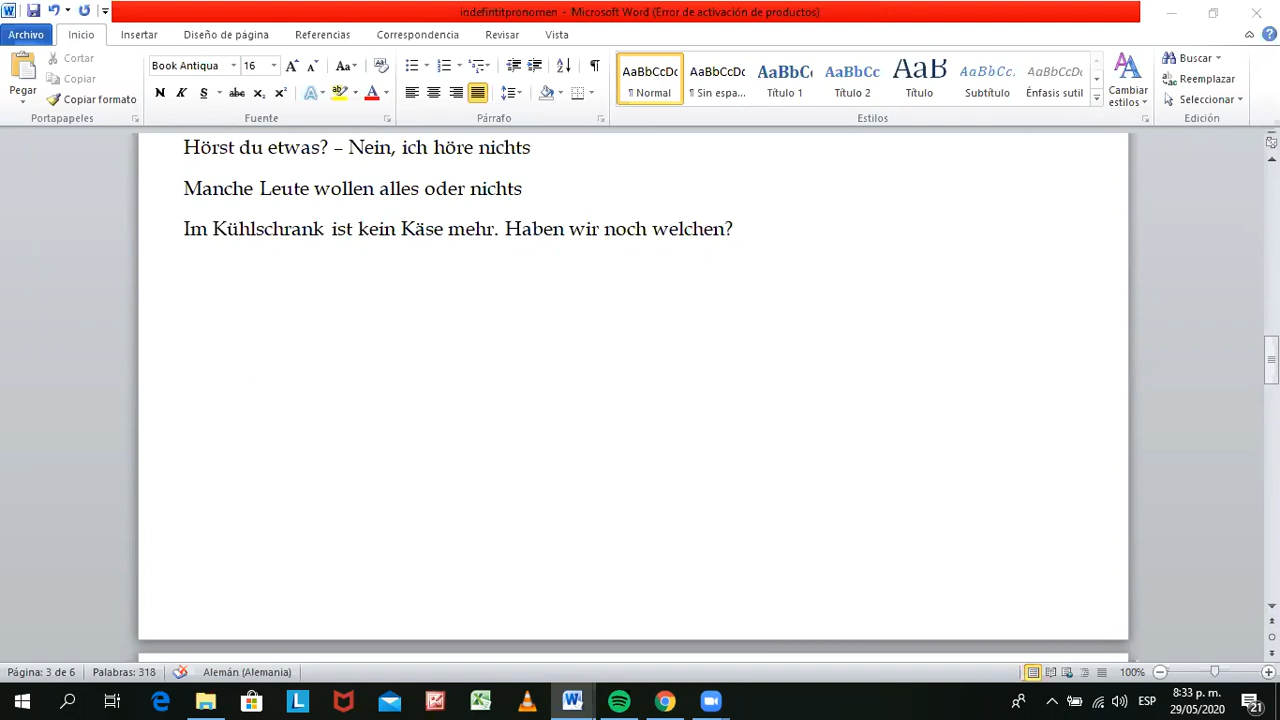 indefintitpronomen - Microsoft Word (Error de activación de productos)
Archivo Inicio Insertar Diseño de página Referencias Correspondencia Revisar Vista
Pegar
Cortar
Copiar
Copiar formato
Portapapeles
Book Antiqua 16
Fuente
Párrafo
AaBbCcDc AaBbCcDc AaBbC AaBbCc AaB AaBbCc. AaBbCcDc
¶ Normal ¶ Sin espa... Título 1 Título 2 Título Subtítulo Énfasis sutil
Cambiar estilos
Estilos
Buscar
Reemplazar
Seleccionar
Edición
Hörst du etwas? – Nein, ich höre nichts
Manche Leute wollen alles oder nichts
Im Kühlschrank ist kein Käse mehr. Haben wir noch welchen?
Página: 3 de 6 Palabras: 318 Alemán (Alemania) 100%
ESP 8:33 p. m.
29/05/2020 21